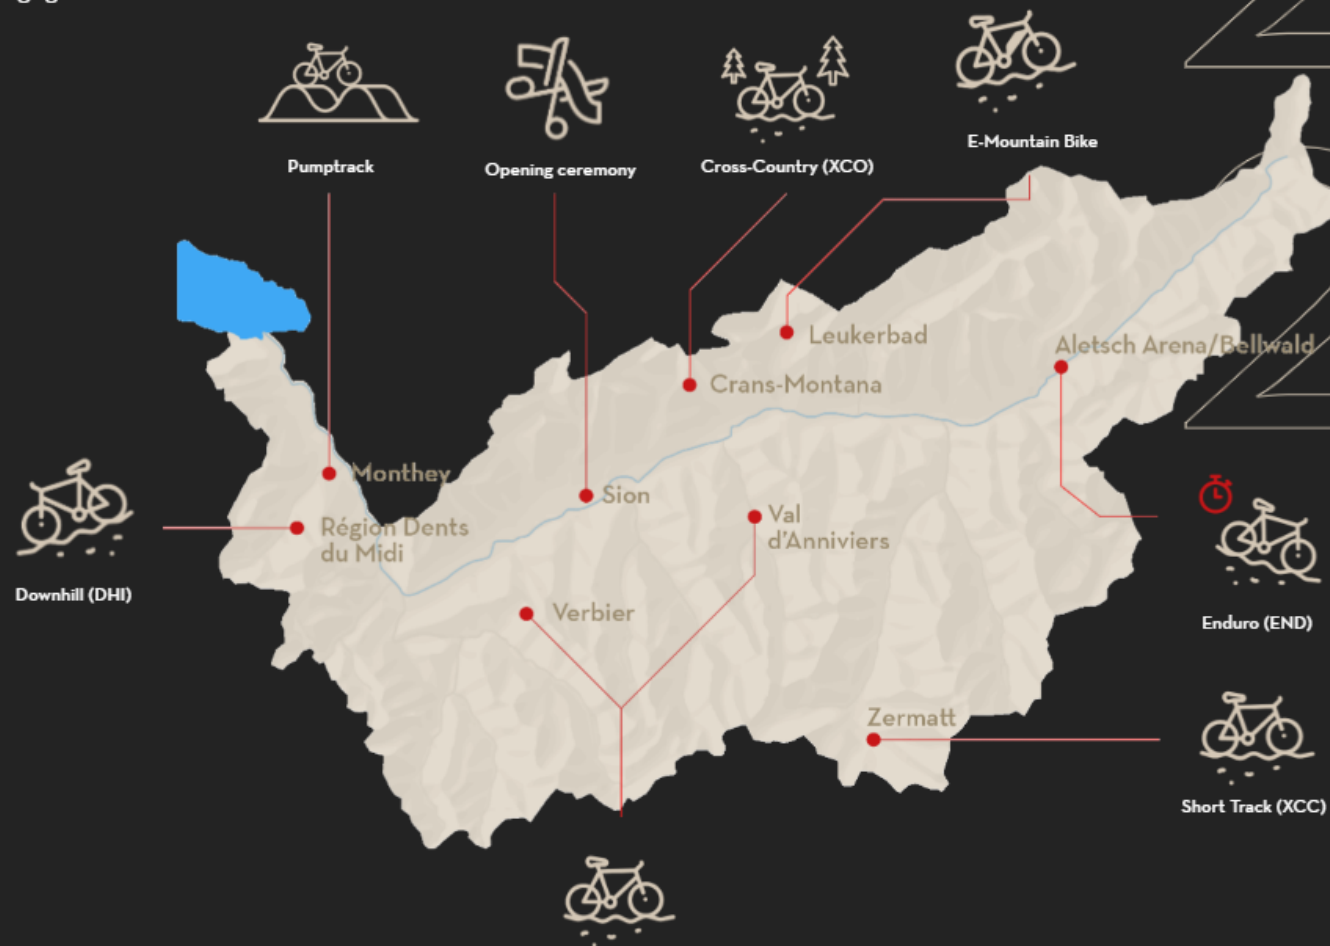 E-Mountain Bike
Pumptrack
Opening ceremony
Cross-Country (XCO)
Leukerbad
Aletsch Arena/Bellwald
Crans-Montana
Monthey
Sion
Val
d'Anniviers
Région Dents
du Midi
Downhill (DHI)
Verbier
Enduro (END)
Zermatt
Short Track (XCC)